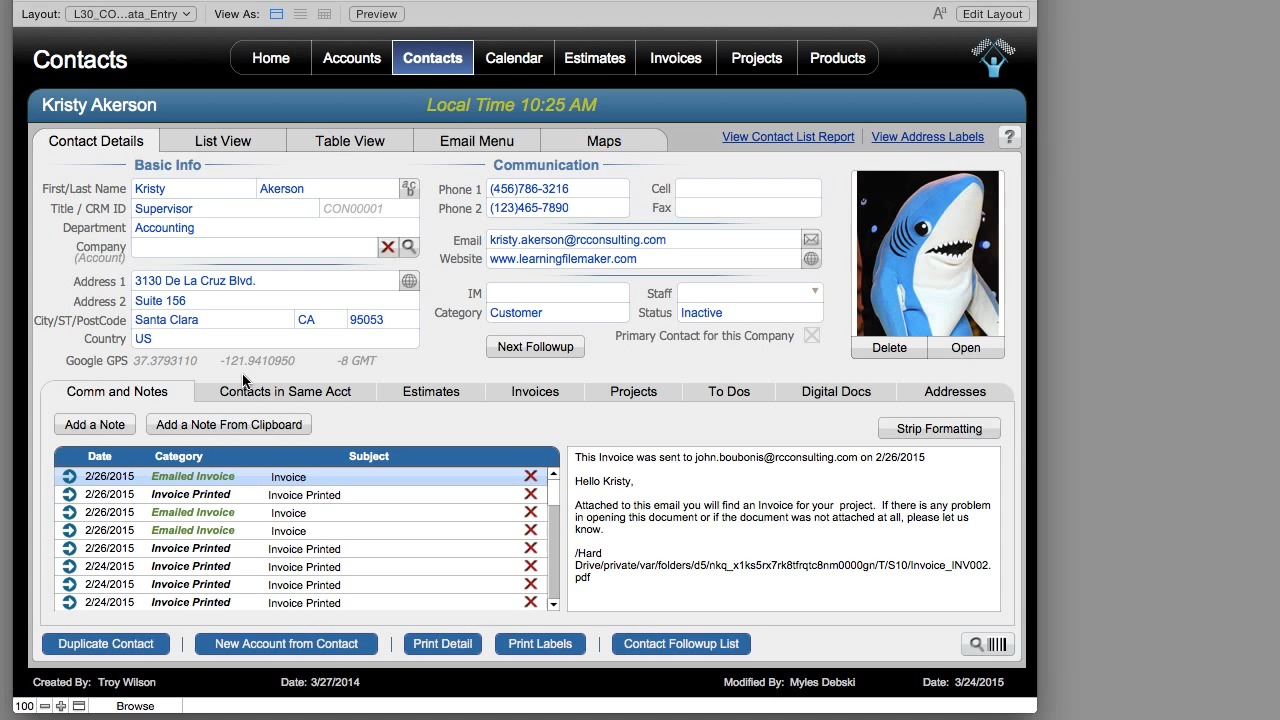 Layout: L30_CO...ata_Entry View As: Preview Aa Edit Layout
Contacts Home Accounts Contacts Calendar Estimates Invoices Projects Products
Kristy Akerson Local Time 10:25 AM
Contact Details List View Table View Email Menu Maps View Contact List Report View Address Labels ?
Basic Info Communication
First/Last Name Kristy Akerson Phone 1 (456)786-3216 Cell
Title / CRM ID Supervisor CON00001 Phone 2 (123)465-7890 Fax
Department Accounting
Company
(Account)
Email kristy.akerson@rcconsulting.com
Website www.learningfilemaker.com
Address 1 3130 De La Cruz Blvd.
Address 2 Suite 156 IM Staff
City/ST/PostCode Santa Clara CA 95053 Category Customer Status Inactive
Country US Primary Contact for this Company
Google GPS 37.3793110 -121.9410950 -8 GMT Next Followup Delete Open
Comm and Notes Contacts in Same Acct Estimates Invoices Projects To Dos Digital Docs Addresses
Add a Note Add a Note From Clipboard Strip Formatting
Date Category Subject
2/26/2015 Emailed Invoice Invoice
2/26/2015 Invoice Printed Invoice Printed
2/26/2015 Emailed Invoice Invoice
2/26/2015 Emailed Invoice Invoice
2/26/2015 Invoice Printed Invoice Printed
2/24/2015 Invoice Printed Invoice Printed
2/24/2015 Invoice Printed Invoice Printed
2/24/2015 Invoice Printed Invoice Printed
This Invoice was sent to john.boubonis@rcconsulting.com on 2/26/2015
Hello Kristy,
Attached to this email you will find an Invoice for your project. If there is any problem
in opening this document or if the document was not attached at all, please let us
know.
/Hard
Drive/private/var/folders/d5/nkq_x1ks5rx7rk8tfrqtc8nm0000gn/T/S10/Invoice_INV002.
pdf
Duplicate Contact New Account from Contact Print Detail Print Labels Contact Followup List
Created By: Troy Wilson Date: 3/27/2014 Modified By: Myles Debski Date: 3/24/2015
100 Browse